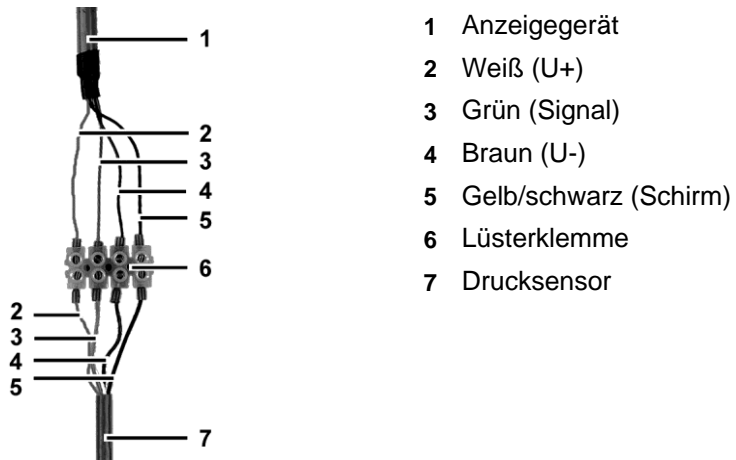 1
2
3
4
5
6
2
3
4
5
7
1 Anzeigegerät
2 Weiß (U+)
3 Grün (Signal)
4 Braun (U-)
5 Gelb/schwarz (Schirm)
6 Lüsterklemme
7 Drucksensor